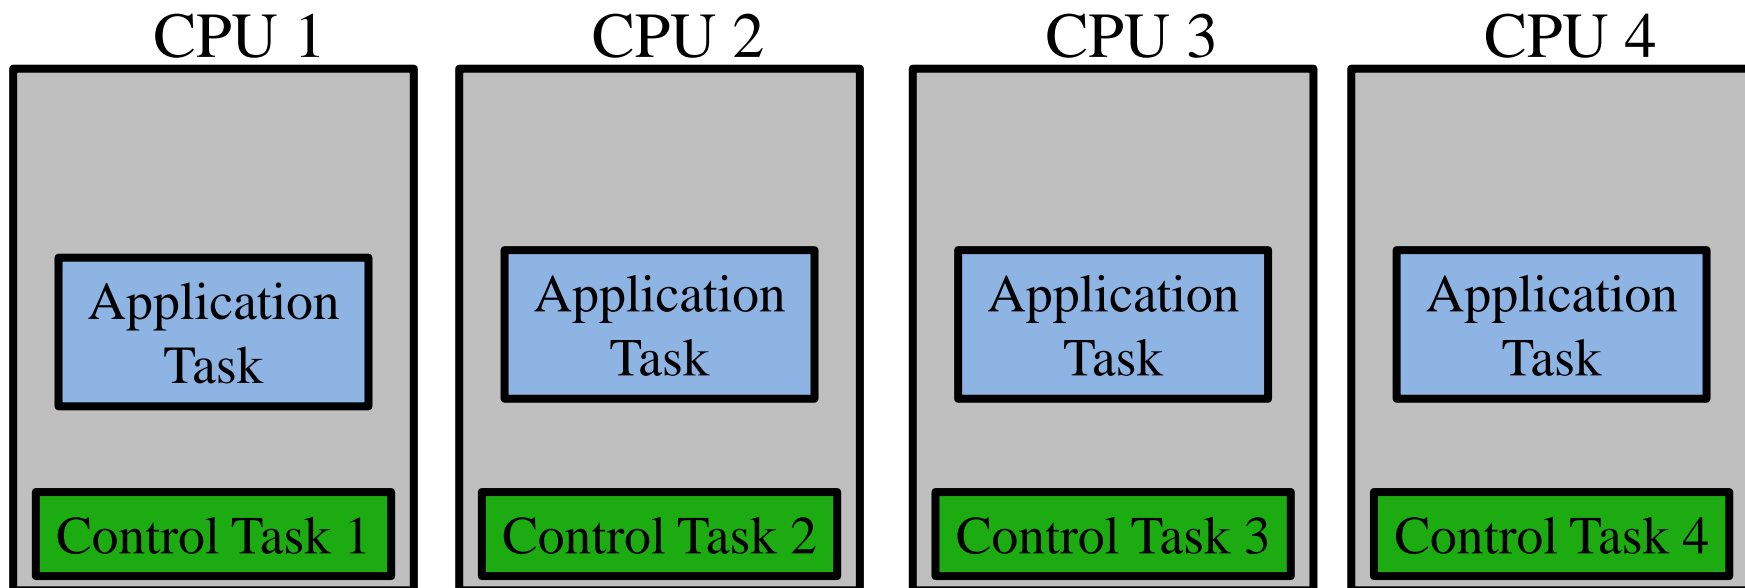 CPU 1
CPU 2
CPU 3
CPU 4
Application
Task
Application
Task
Application
Task
Application
Task
Control Task 1
Control Task 2
Control Task 3
Control Task 4